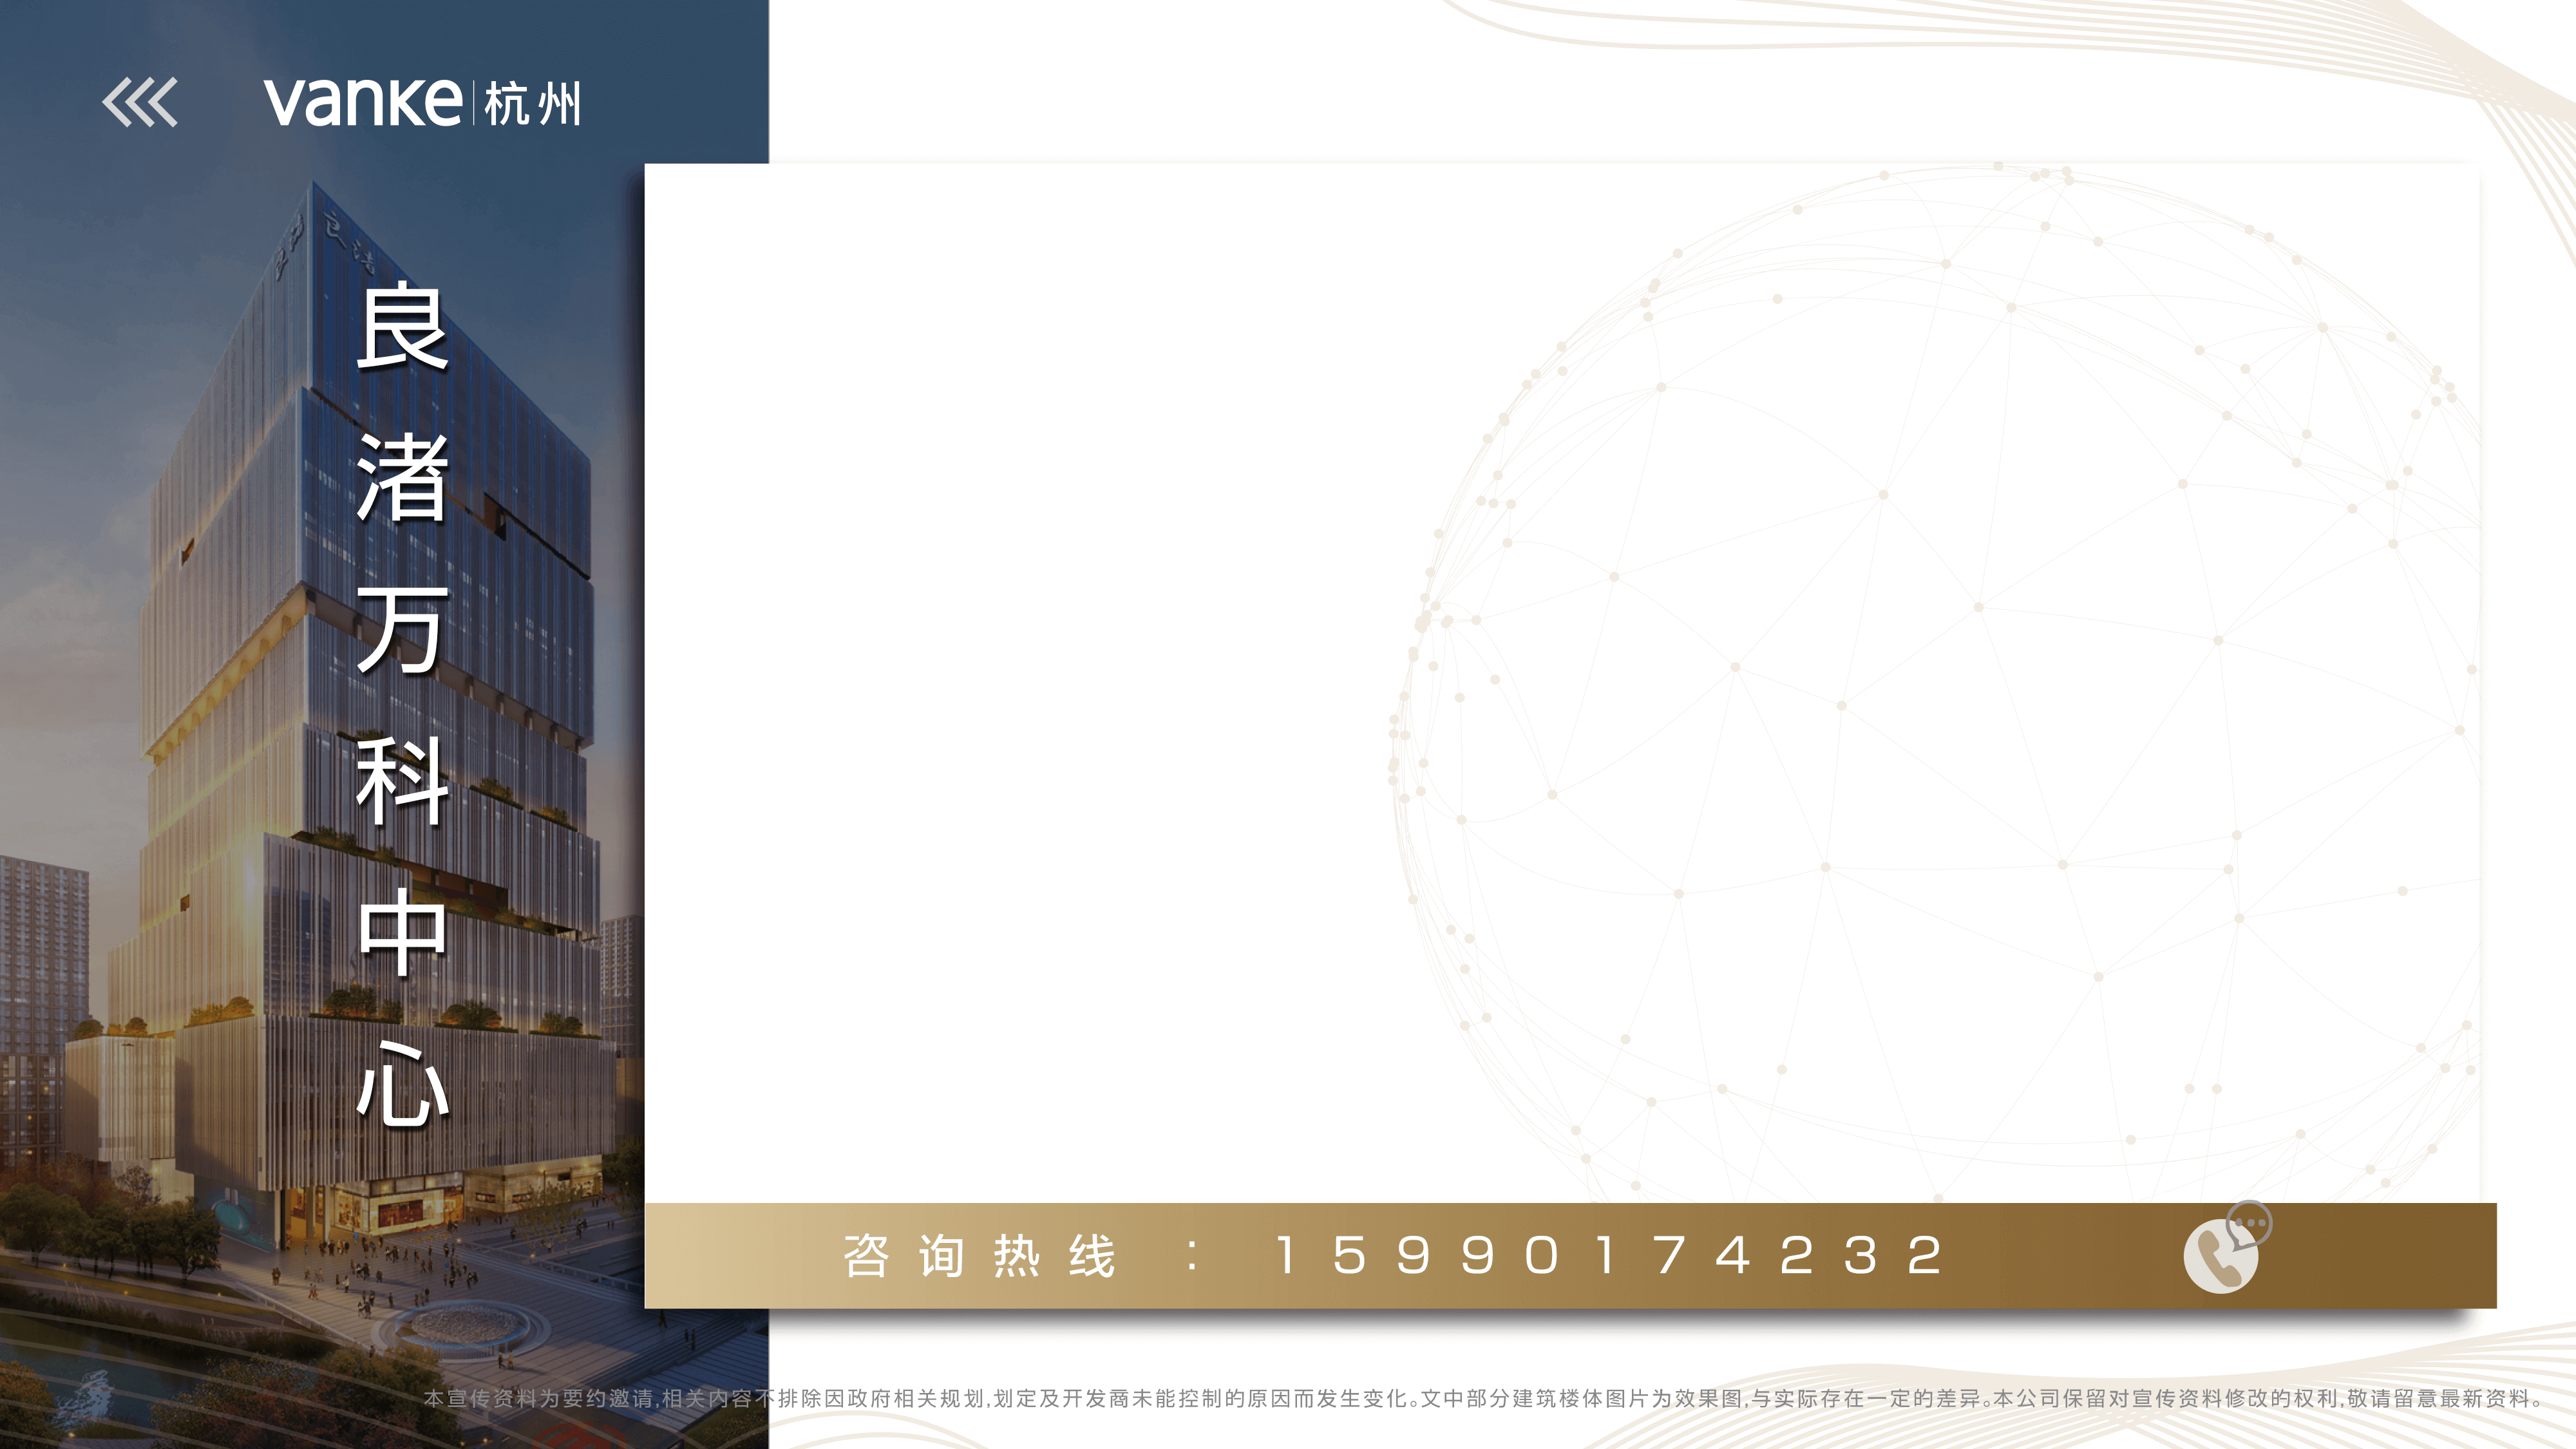 vanke 杭州
良渚
良渚万科中心
咨询热线：15990174232
本宣传资料为要约邀请,相关内容不排除因政府相关规划,划定及开发商未能控制的原因而发生变化。文中部分建筑楼体图片为效果图,与实际存在一定的差异。本公司保留对宣传资料修改的权利,敬请留意最新资料。